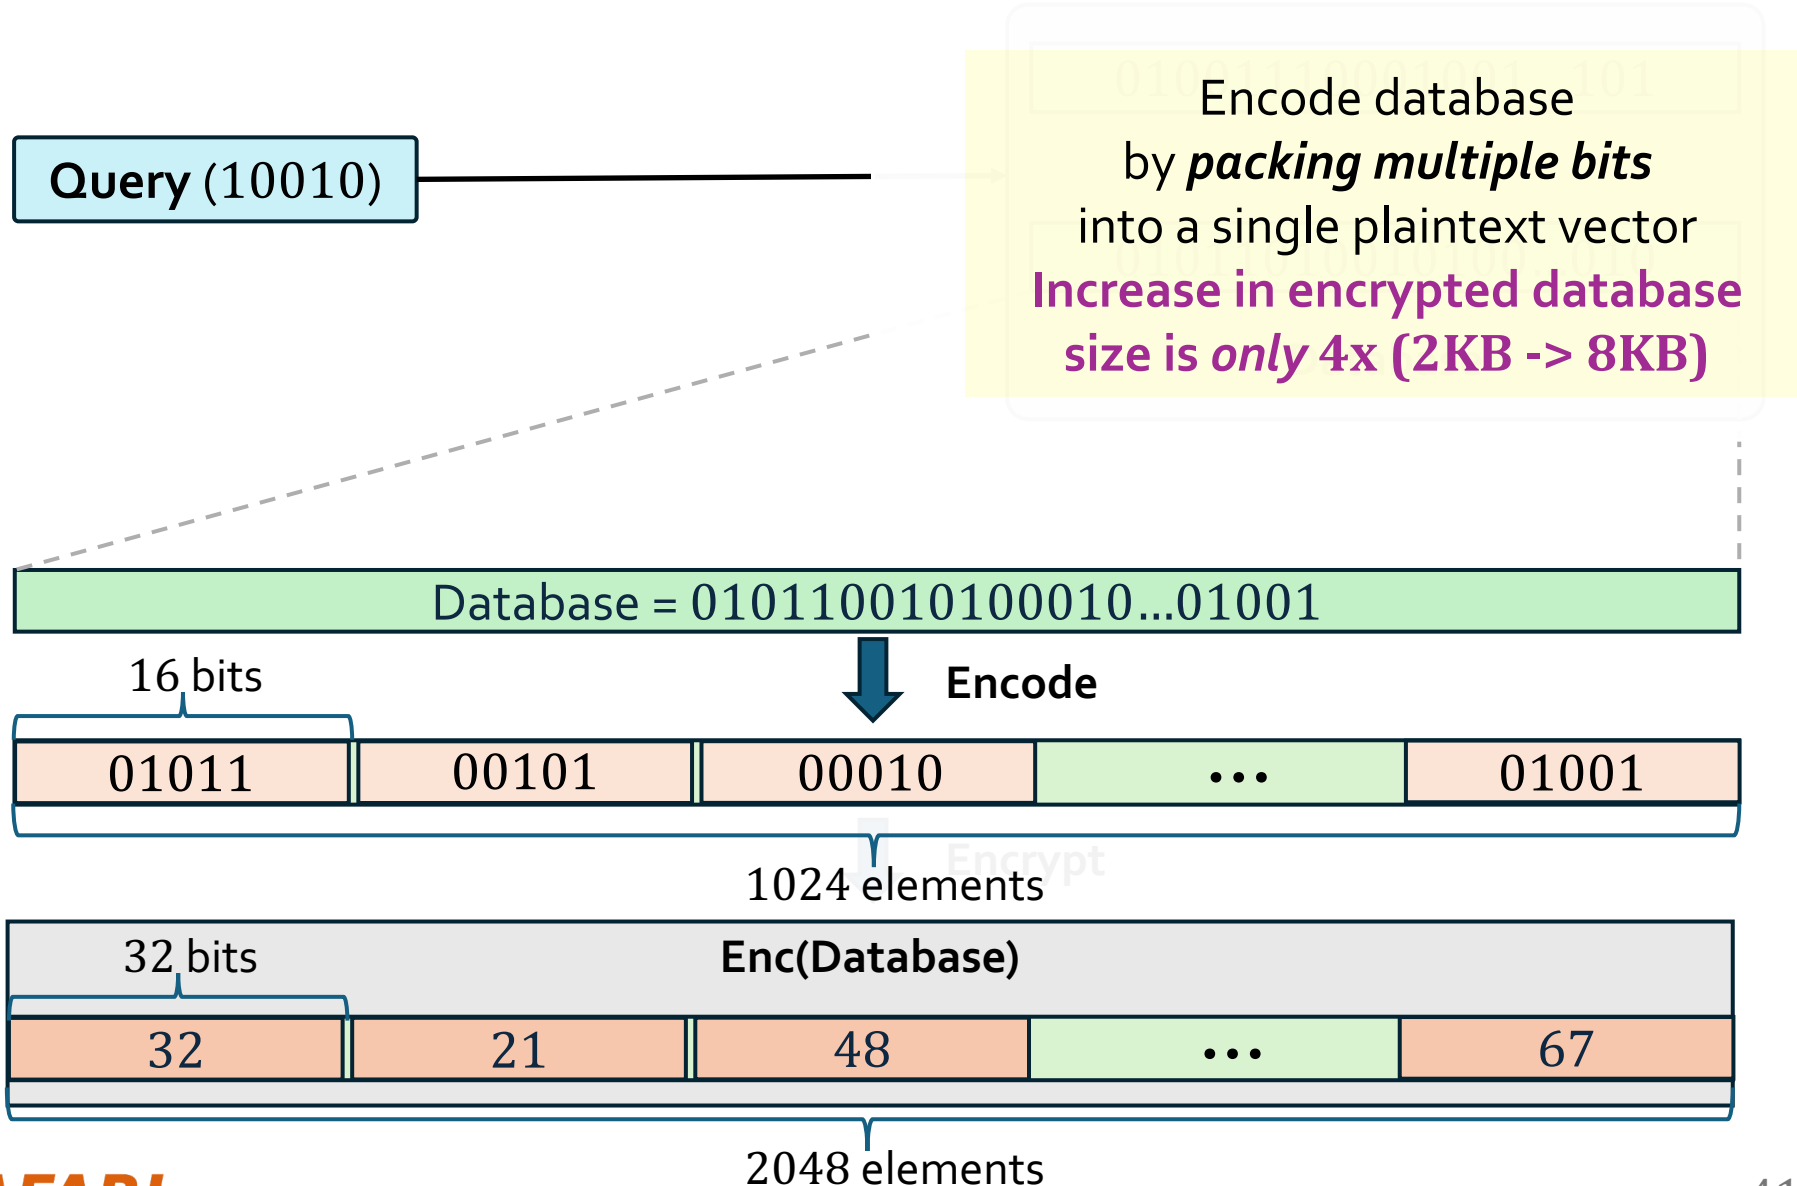 Encode database
by packing multiple bits
into a single plaintext vector
Increase in encrypted database
size is only 4x (2KB -> 8KB)
Query (10010)
Database = 010110010100010...01001
16 bits
Encode
01011 00101 00010 ... 01001
Encrypt
1024 elements
32 bits
Enc(Database)
32 21 48 ... 67
2048 elements